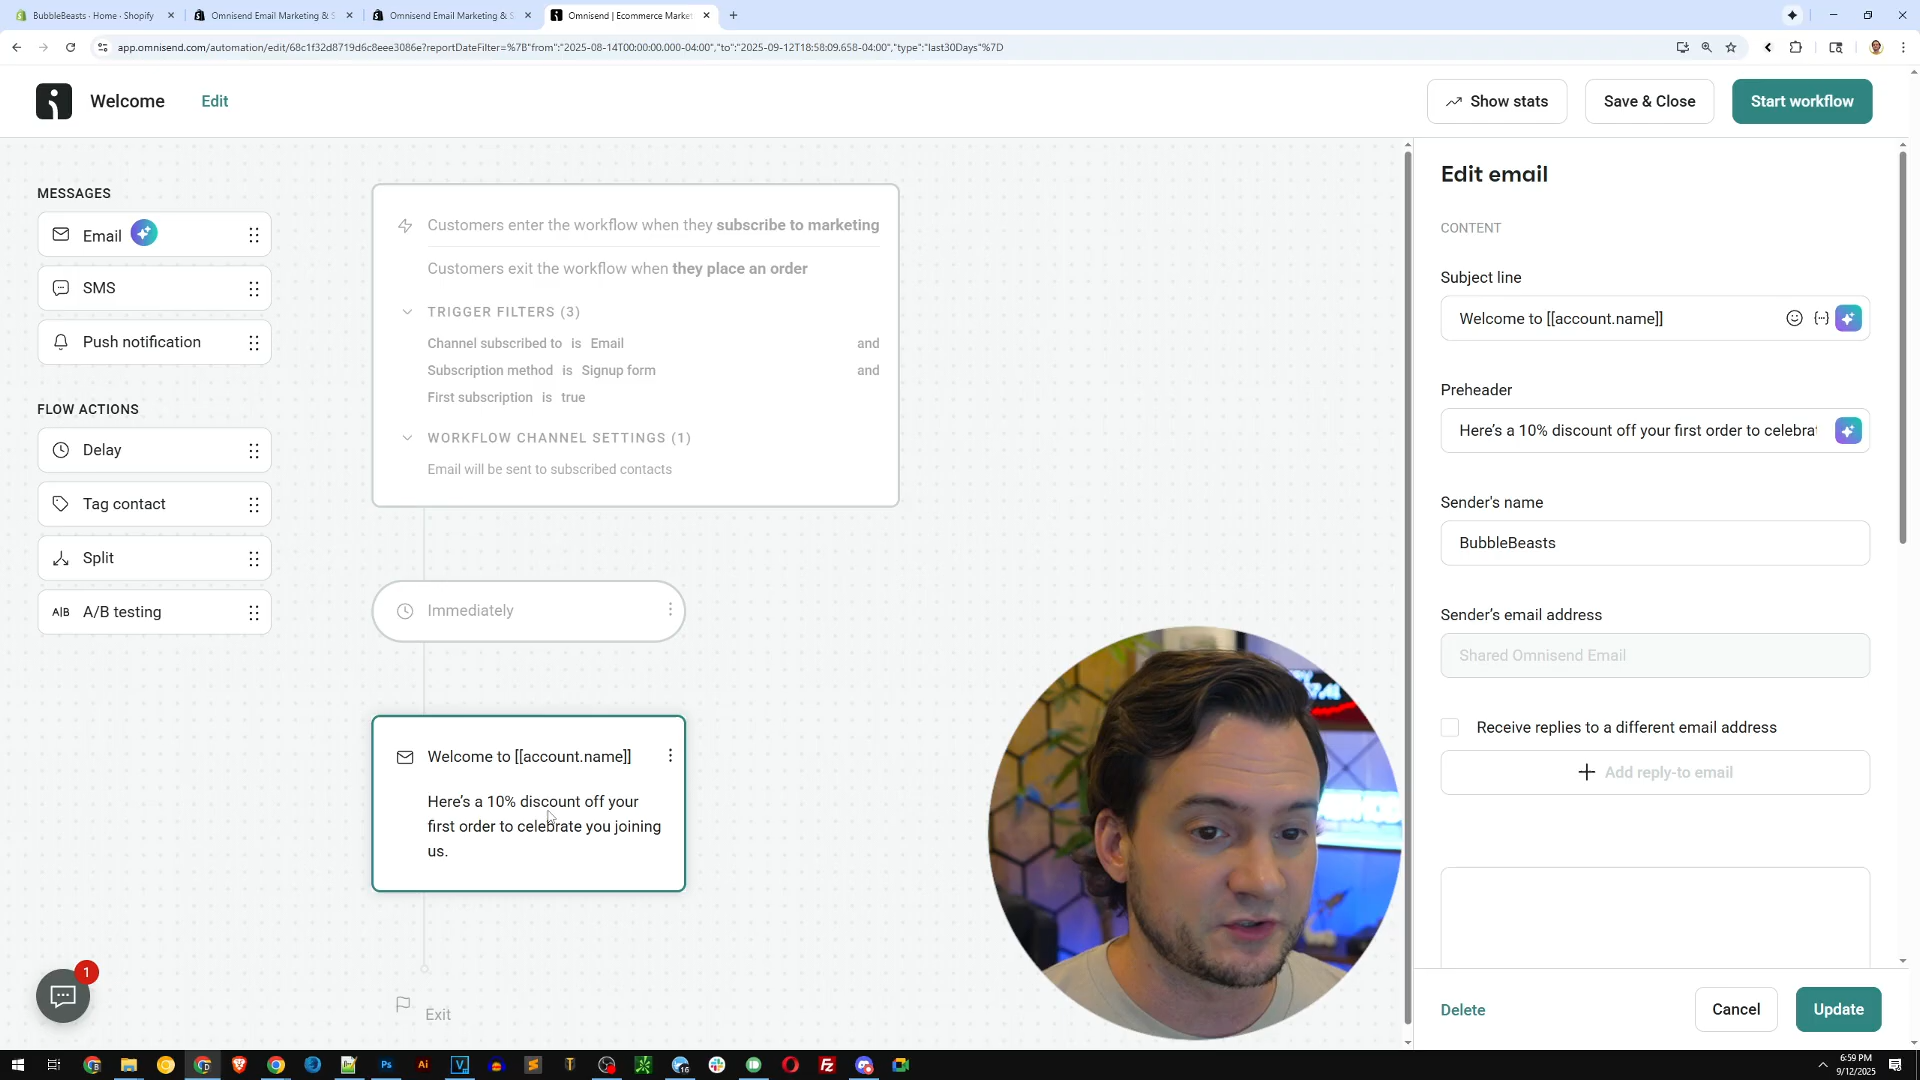 BubbleBeasts · Home · Shopify
Omnisend Email Marketing & S
Omnisend Email Marketing & S
Omnisend | Ecommerce Market
app.omnisend.com/automation/edit/68c1f32d8719d6c8eee3086e?reportDateFilter=%7B"from":"2025-08-14T00:00:00.000-04:00","to":"2025-09-12T18:58:09.658-04:00","type":"last30Days"%7D
Welcome
Edit
Show stats
Save & Close
Start workflow
MESSAGES
Email
SMS
Push notification
FLOW ACTIONS
Delay
Tag contact
Split
A|B
A/B testing
1
Customers enter the workflow when they subscribe to marketing
Customers exit the workflow when they place an order
TRIGGER FILTERS (3)
Channel subscribed to is Email and
Subscription method is Signup form and
First subscription is true
WORKFLOW CHANNEL SETTINGS (1)
Email will be sent to subscribed contacts
Immediately
Welcome to [[account.name]]
Here's a 10% discount off your
first order to celebrate you joining
us.
Exit
Edit email
CONTENT
Subject line
Welcome to [[account.name]]
Preheader
Here's a 10% discount off your first order to celebrat
Sender's name
BubbleBeasts
Sender's email address
Shared Omnisend Email
Receive replies to a different email address
Add reply-to email
Delete
Cancel
Update
6:59 PM
9/12/2025